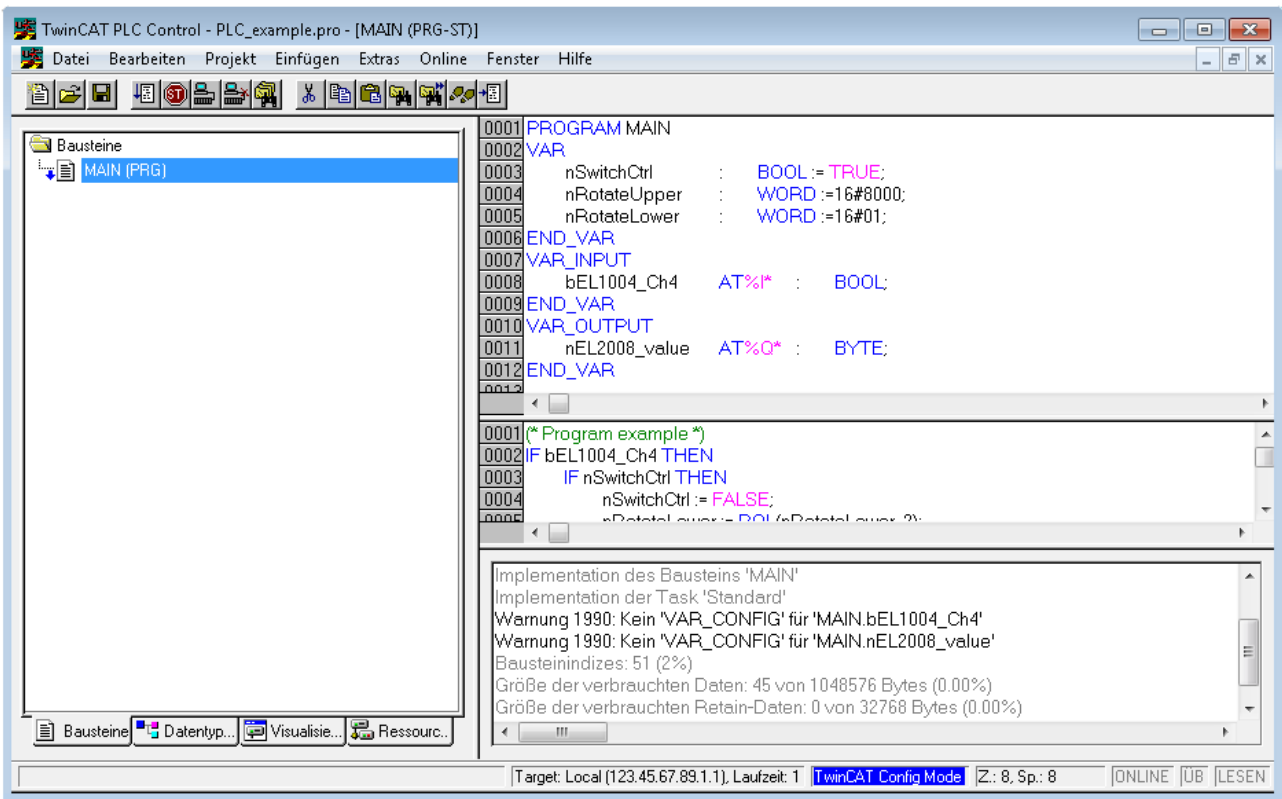 TwinCAT PLC Control - PLC_example.pro - [MAIN (PRG-ST)]
Datei Bearbeiten Projekt Einfügen Extras Online Fenster Hilfe
ST
Bausteine
MAIN (PRG)
0001 PROGRAM MAIN
0002 VAR
0003 nSwitchCtrl : BOOL := TRUE;
0004 nRotateUpper : WORD :=16#8000;
0005 nRotateLower : WORD :=16#01;
0006 END_VAR
0007 VAR_INPUT
0008 bEL1004_Ch4 AT%I* : BOOL;
0009 END_VAR
0010 VAR_OUTPUT
0011 nEL2008_value AT%Q* : BYTE;
0012 END_VAR
0013
0001 (* Program example *)
0002 IF bEL1004_Ch4 THEN
0003 IF nSwitchCtrl THEN
0004 nSwitchCtrl := FALSE;
0005 nRotateLower := ROL(nRotateLower, 2);
Implementation des Bausteins 'MAIN'
Implementation der Task 'Standard'
Warnung 1990: Kein 'VAR_CONFIG' für 'MAIN.bEL1004_Ch4'
Warnung 1990: Kein 'VAR_CONFIG' für 'MAIN.nEL2008_value'
Bausteinindizes: 51 (2%)
Größe der verbrauchten Daten: 45 von 1048576 Bytes (0.00%)
Größe der verbrauchten Retain-Daten: 0 von 32768 Bytes (0.00%)
Bausteine Datentyp... Visualisie... Ressourc..
Target: Local (123.45.67.89.1.1), Laufzeit: 1 TwinCAT Config Mode Z.: 8, Sp.: 8 ONLINE ÜB LESEN